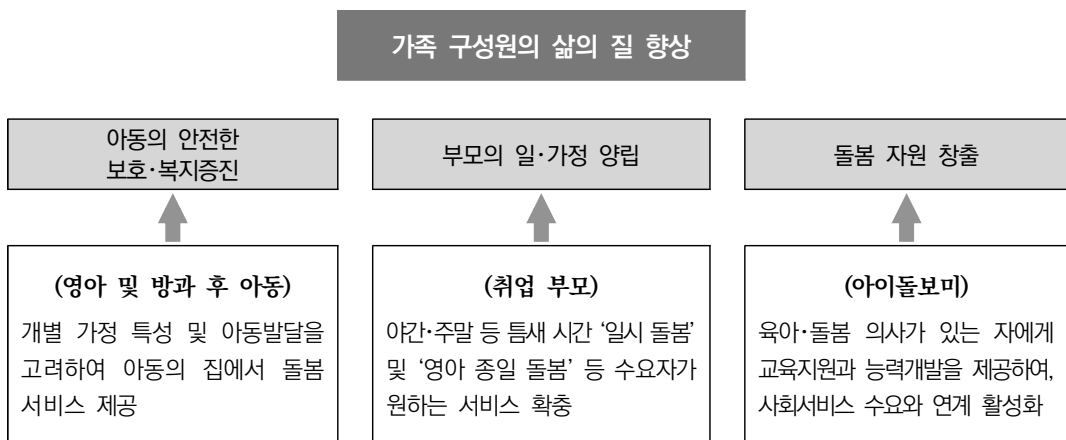 가족 구성원의 삶의 질 향상
아동의 안전한
보호·복지증진
부모의 일·가정 양립
돌봄 자원 창출
(영아 및 방과 후 아동)
개별 가정 특성 및 아동발달을
고려하여 아동의 집에서 돌봄
서비스 제공
(취업 부모)
야간·주말 등 틈새 시간 ‘일시 돌봄’
및 ‘영아 종일 돌봄’ 등 수요자가
원하는 서비스 확충
(아이돌보미)
육아·돌봄 의사가 있는 자에게
교육지원과 능력개발을 제공하여,
사회서비스 수요와 연계 활성화